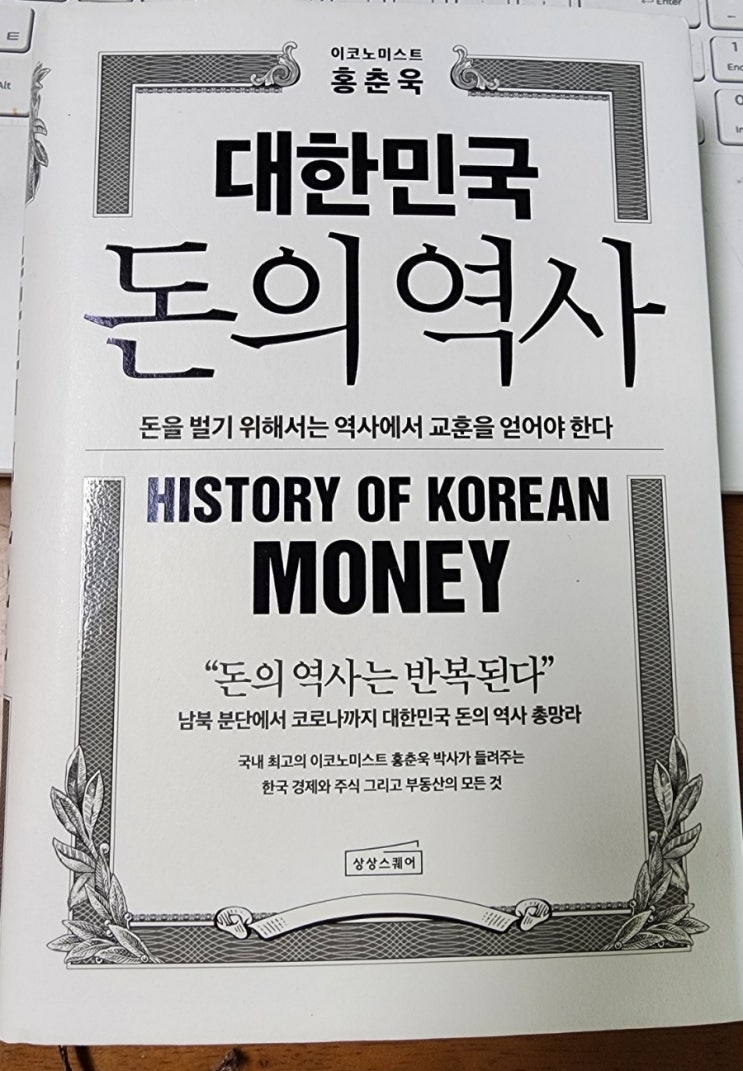 이코노미스트
홍춘욱
대한민국
돈의 역사
돈을 벌기 위해서는 역사에서 교훈을 얻어야 한다
HISTORY OF KOREAN
MONEY
“돈의 역사는 반복된다”
남북 분단에서 코로나까지 대한민국 돈의 역사 총망라
국내 최고의 이코노미스트 홍춘욱 박사가 들려주는
한국 경제와 주식 그리고 부동산의 모든 것
상상스퀘어
ㅌ
Alt
Enter
1